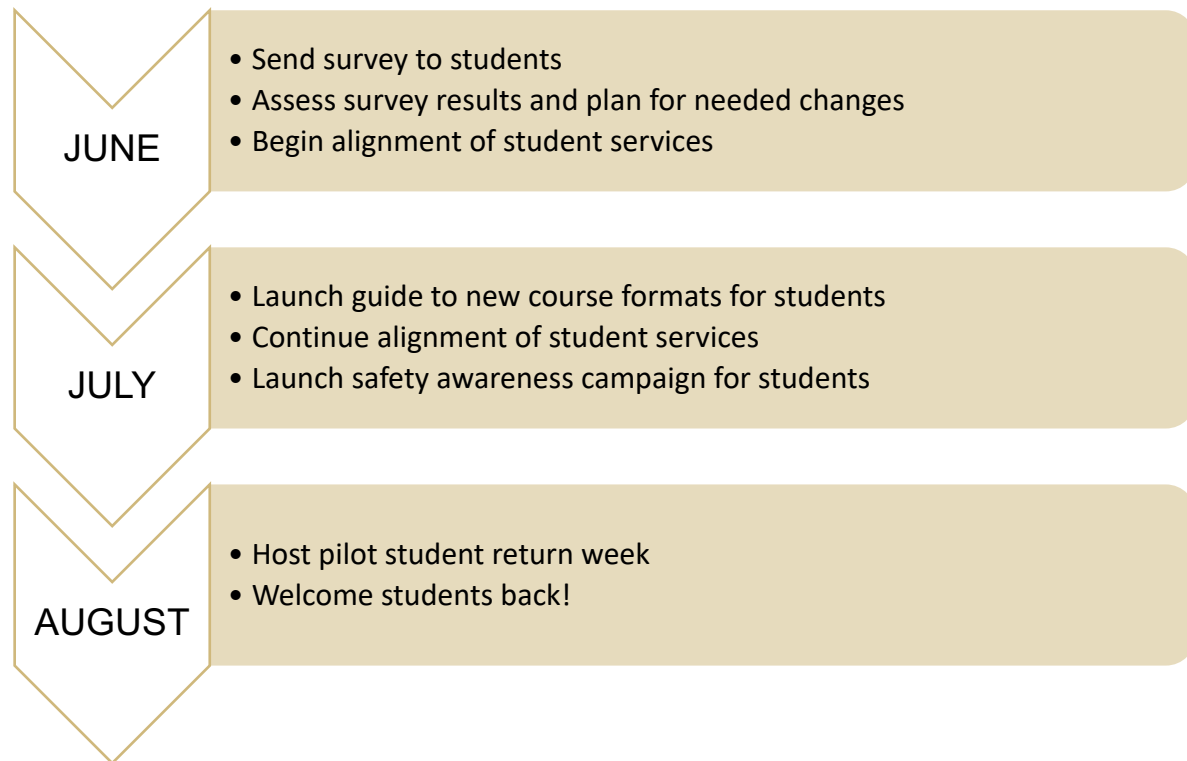 JUNE
• Send survey to students
• Assess survey results and plan for needed changes
• Begin alignment of student services
JULY
• Launch guide to new course formats for students
• Continue alignment of student services
• Launch safety awareness campaign for students
AUGUST
• Host pilot student return week
• Welcome students back!